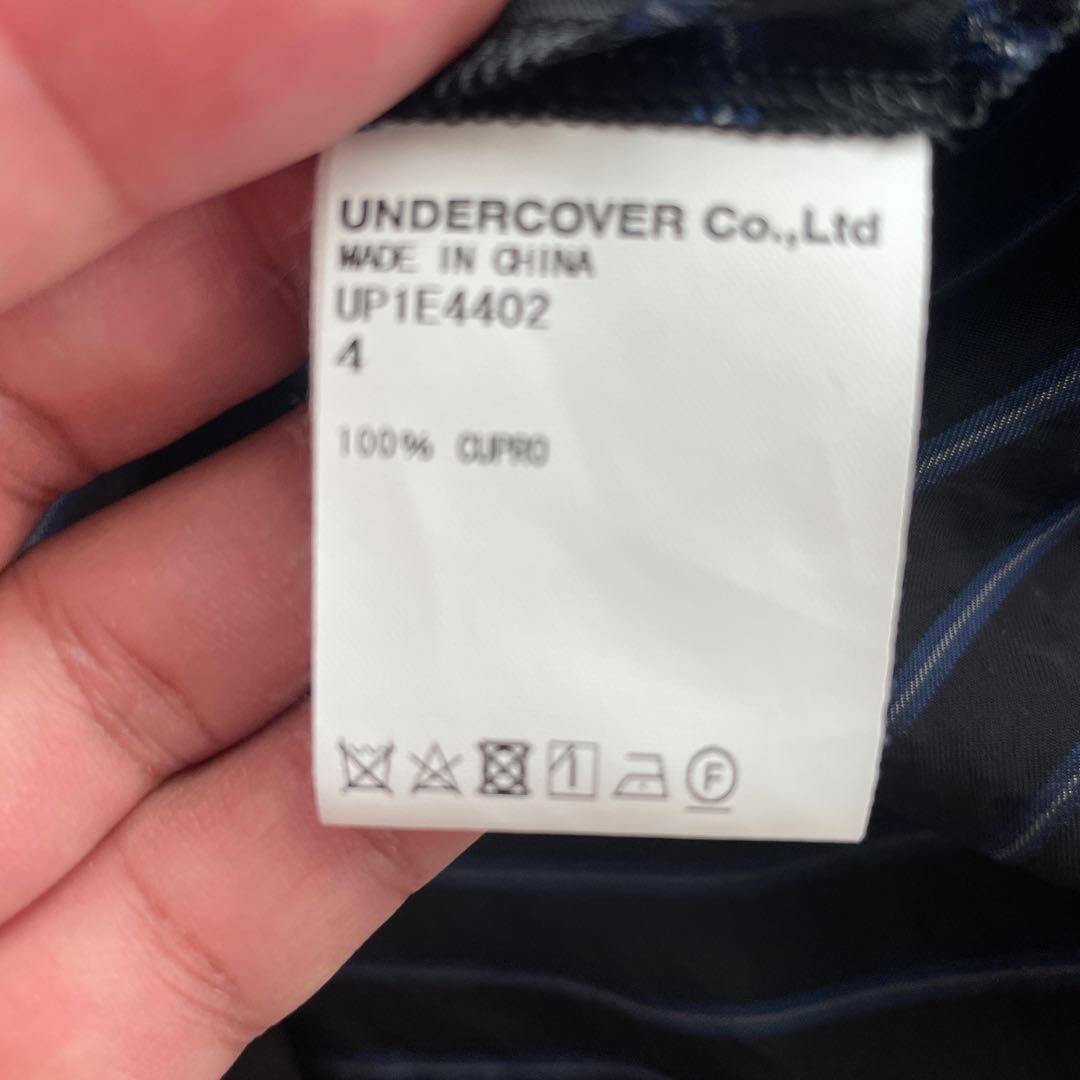 UNDERCOVER Co.,Ltd
MADE IN CHINA
UP1E4402
4
100% CUPRO
F